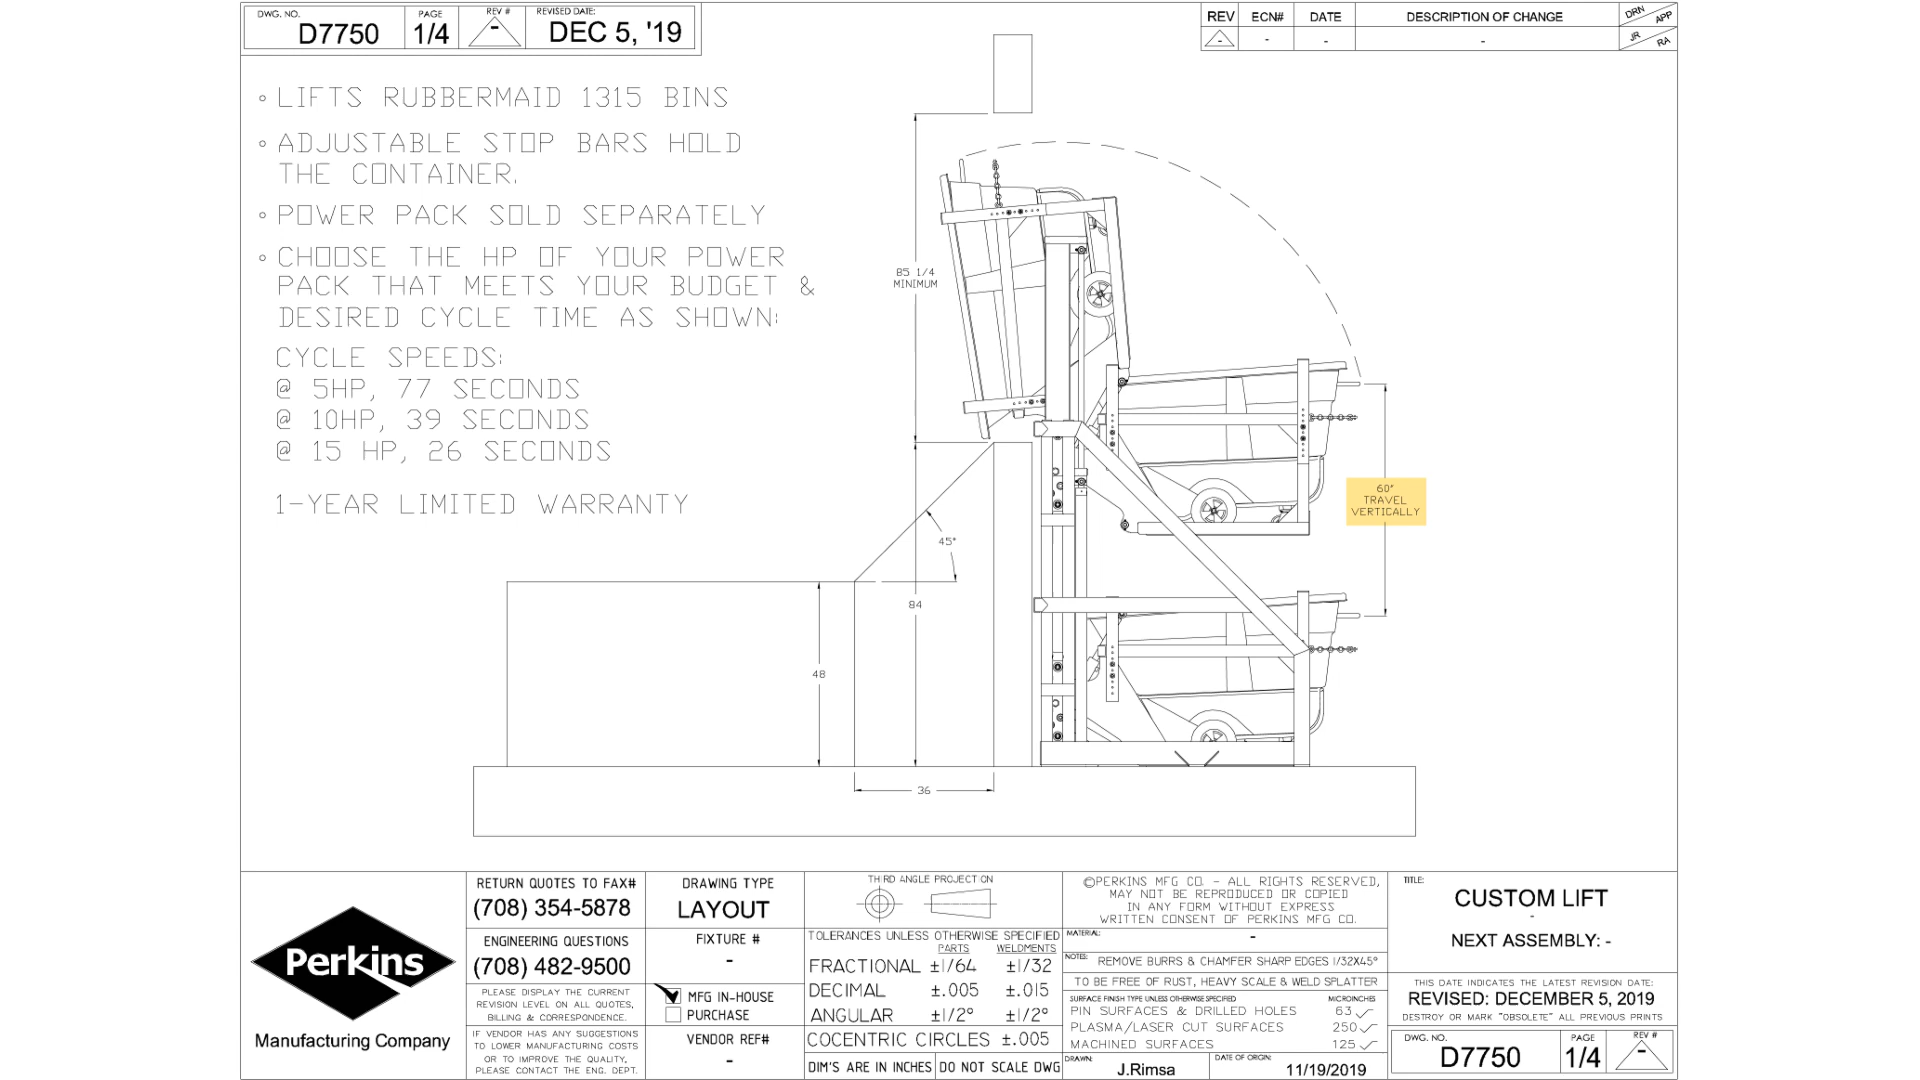 DWG. NO. D7750
PAGE 1/4
REV # -
REVISED DATE: DEC 5, '19
REV ECN# DATE DESCRIPTION OF CHANGE DRN APP
- - - - JR RA
◦ LIFTS RUBBERMAID 1315 BINS
◦ ADJUSTABLE STOP BARS HOLD
THE CONTAINER.
◦ POWER PACK SOLD SEPARATELY
◦ CHOOSE THE HP OF YOUR POWER
PACK THAT MEETS YOUR BUDGET &
DESIRED CYCLE TIME AS SHOWN:
CYCLE SPEEDS:
@ 5HP, 77 SECONDS
@ 10HP, 39 SECONDS
@ 15 HP, 26 SECONDS
1-YEAR LIMITED WARRANTY
85 1/4
MINIMUM
60"
TRAVEL
VERTICALLY
45°
84
48
36
Perkins
Manufacturing Company
RETURN QUOTES TO FAX#
(708) 354-5878
ENGINEERING QUESTIONS
(708) 482-9500
PLEASE DISPLAY THE CURRENT
REVISION LEVEL ON ALL QUOTES,
BILLING & CORRESPONDENCE.
IF VENDOR HAS ANY SUGGESTIONS
TO LOWER MANUFACTURING COSTS
OR TO IMPROVE THE QUALITY,
PLEASE CONTACT THE ENG. DEPT.
DRAWING TYPE
LAYOUT
FIXTURE #
-
MFG IN-HOUSE
PURCHASE
VENDOR REF#
-
THIRD ANGLE PROJECTION
TOLERANCES UNLESS OTHERWISE SPECIFIED
PARTS WELDMENTS
FRACTIONAL ±1/64 ±1/32
DECIMAL ±.005 ±.015
ANGULAR ±1/2° ±1/2°
COCENTRIC CIRCLES ±.005
DIM'S ARE IN INCHES DO NOT SCALE DWG
©PERKINS MFG CO. - ALL RIGHTS RESERVED,
MAY NOT BE REPRODUCED OR COPIED
IN ANY FORM WITHOUT EXPRESS
WRITTEN CONSENT OF PERKINS MFG CO.
MATERIAL: -
NOTES: REMOVE BURRS & CHAMFER SHARP EDGES 1/32X45°
TO BE FREE OF RUST, HEAVY SCALE & WELD SPLATTER
SURFACE FINISH TYPE UNLESS OTHERWISE SPECIFIED MICROINCHES
PIN SURFACES & DRILLED HOLES 63
PLASMA/LASER CUT SURFACES 250
MACHINED SURFACES 125
DRAWN: J.Rimsa
DATE OF ORIGIN: 11/19/2019
TITLE:
CUSTOM LIFT
-
NEXT ASSEMBLY: -
THIS DATE INDICATES THE LATEST REVISION DATE:
REVISED: DECEMBER 5, 2019
DESTROY OR MARK "OBSOLETE" ALL PREVIOUS PRINTS
DWG. NO. D7750
PAGE 1/4
REV # -